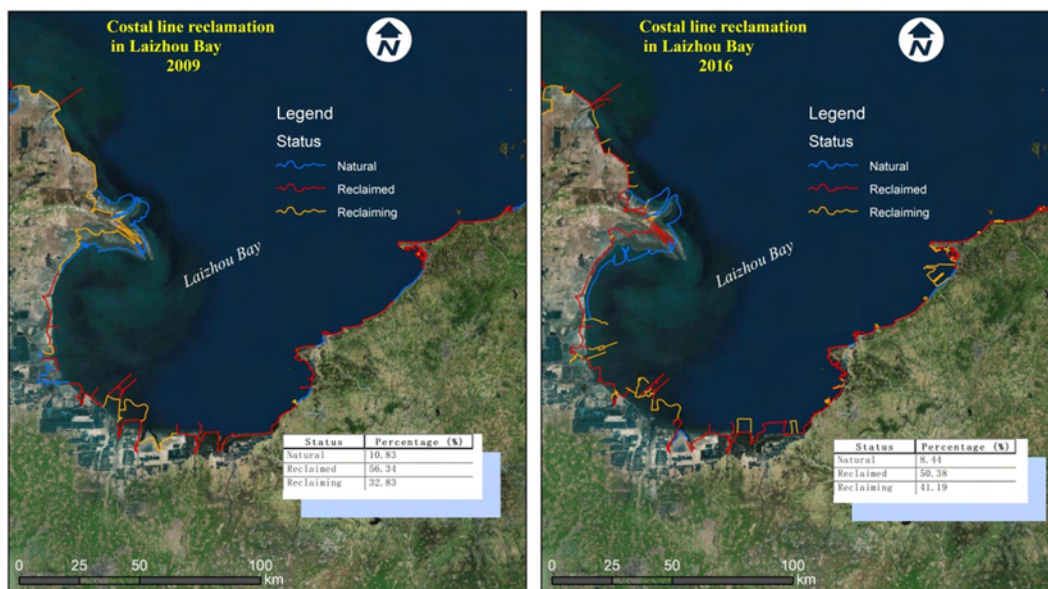 Costal line reclamation
in Laizhou Bay
2009
N
Legend
Status
Natural
Reclaimed
Reclaiming
Laizhou Bay
Status Percentage (%)
Natural 10.83
Reclaimed 56.34
Reclaiming 32.83
0 25 50 100
km
Costal line reclamation
in Laizhou Bay
2016
N
Legend
Status
Natural
Reclaimed
Reclaiming
Laizhou Bay
Status Percentage (%)
Natural 8.44
Reclaimed 50.38
Reclaiming 41.19
0 25 50 100
km